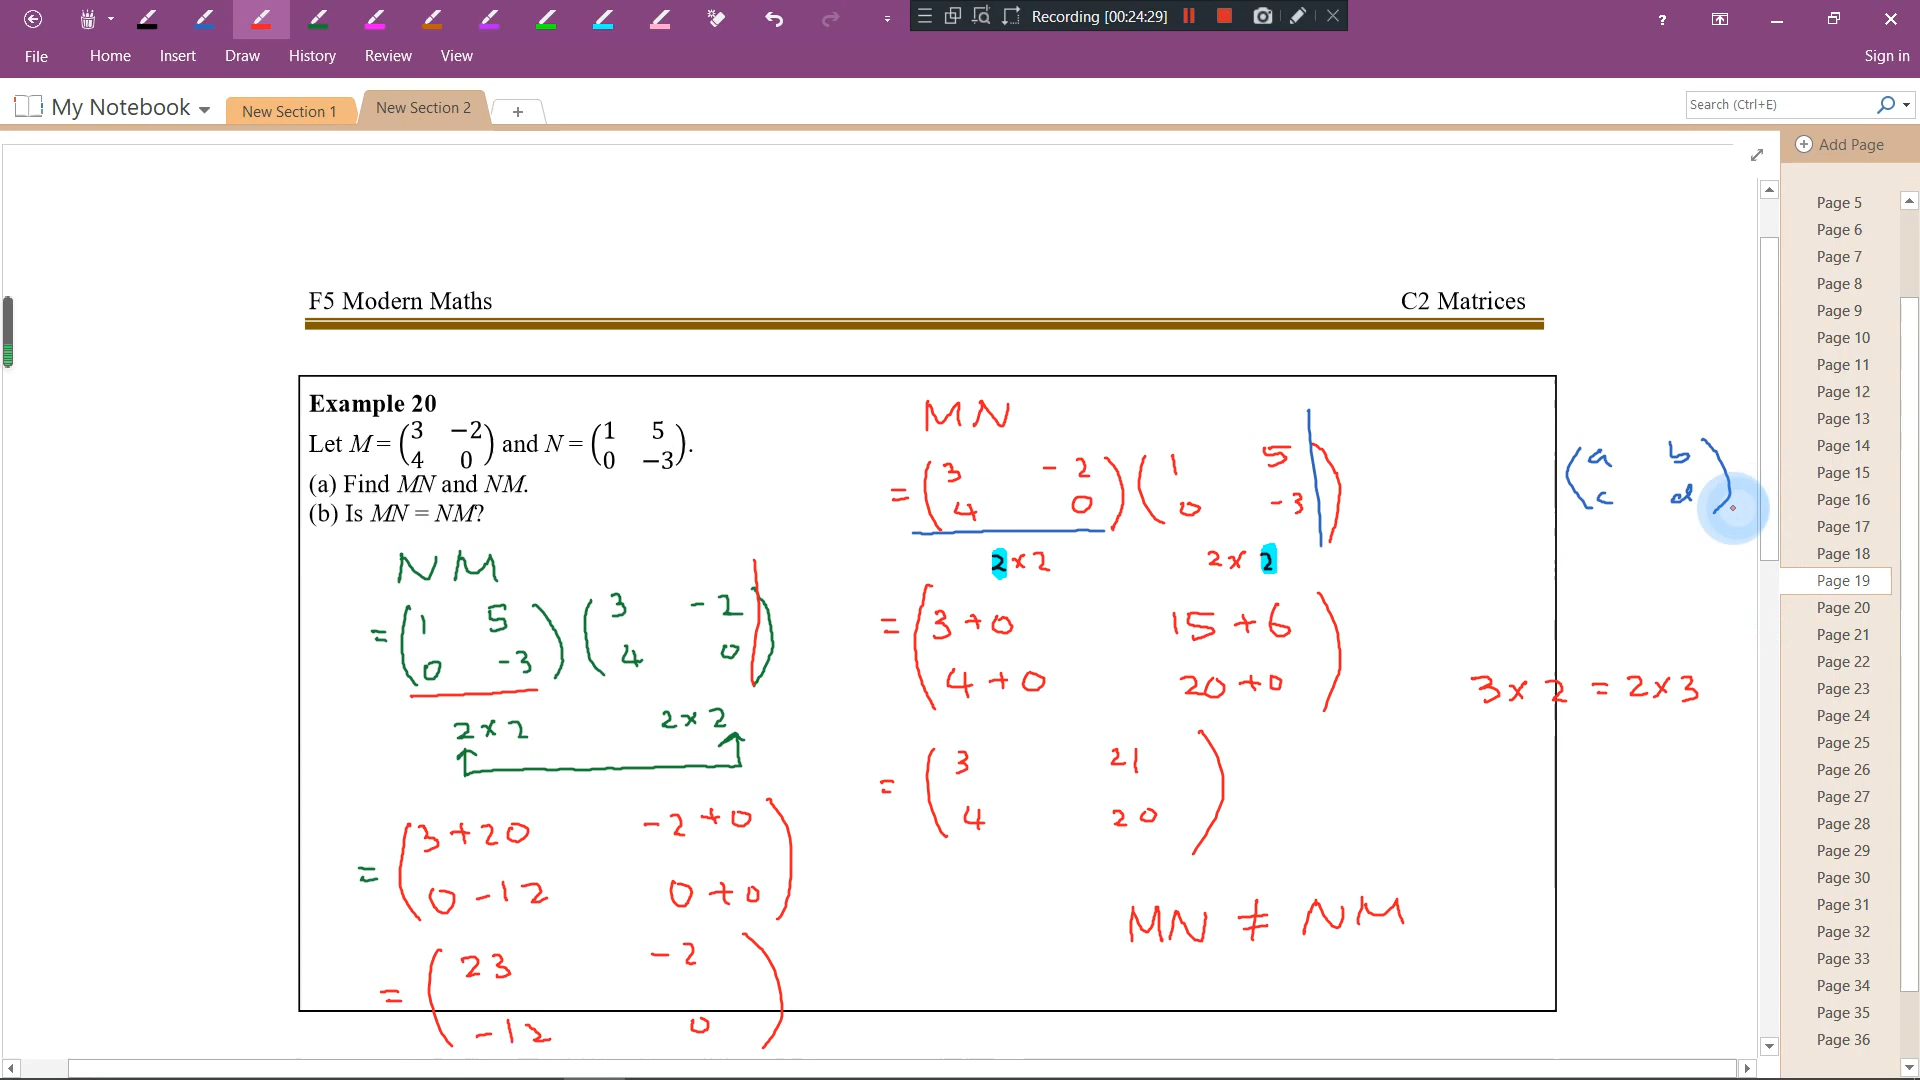 Recording [00:24:29]
?
File Home Insert Draw History Review View
Sign in
My Notebook
New Section 1
New Section 2
+
Search (Ctrl+E)
Add Page
Page 5
Page 6
Page 7
Page 8
Page 9
Page 10
Page 11
Page 12
Page 13
Page 14
Page 15
Page 16
Page 17
Page 18
Page 19
Page 20
Page 21
Page 22
Page 23
Page 24
Page 25
Page 26
Page 27
Page 28
Page 29
Page 30
Page 31
Page 32
Page 33
Page 34
Page 35
Page 36
F5 Modern Maths
C2 Matrices
Example 20
Let M = (3 −2
4 0) and N = (1 5
0 −3).
(a) Find MN and NM.
(b) Is MN = NM?
NM
= (1 5
0 -3) (3 -2
4 0)
2×2 2×2
= (3+20 -2+0
0-12 0+0)
= (23 -2
-12 0)
MN
= (3 -2
4 0) (1 5
0 -3)
2×2 2×2
= (3+0 15+6
4+0 20+0)
= (3 21
4 20)
MN ≠ NM
(a b
c d)
3×2 = 2×3